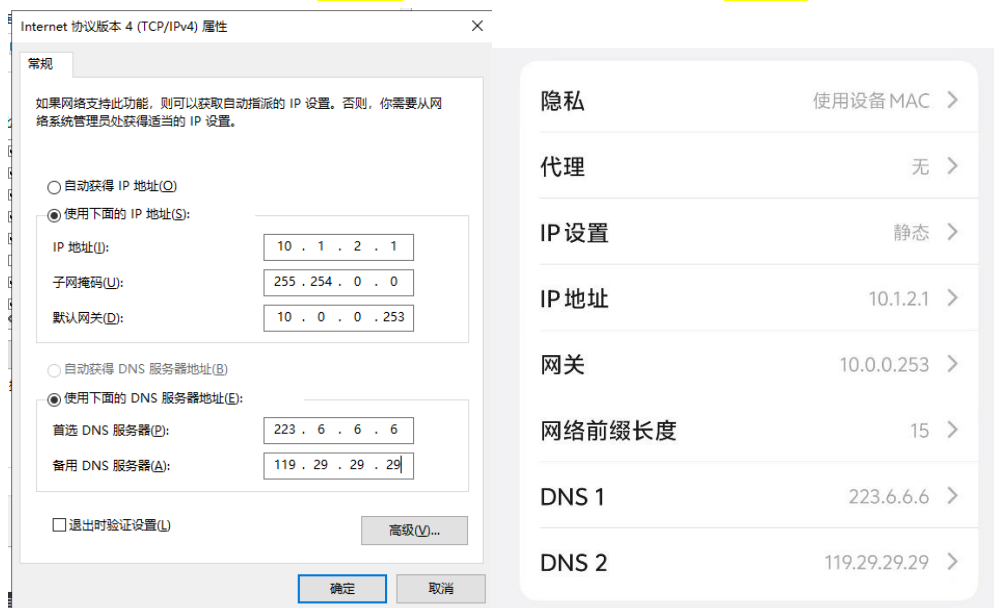 Internet 协议版本 4 (TCP/IPv4) 属性
常规
如果网络支持此功能，则可以获取自动指派的 IP 设置。否则，你需要从网
络系统管理员处获得适当的 IP 设置。
自动获得 IP 地址(O)
使用下面的 IP 地址(S):
IP 地址(I): 10 . 1 . 2 . 1
子网掩码(U): 255 . 254 . 0 . 0
默认网关(D): 10 . 0 . 0 . 253
自动获得 DNS 服务器地址(B)
使用下面的 DNS 服务器地址(E):
首选 DNS 服务器(P): 223 . 6 . 6 . 6
备用 DNS 服务器(A): 119 . 29 . 29 . 29
退出时验证设置(L)
高级(V)...
确定 取消
隐私 使用设备 MAC
代理 无
IP 设置 静态
IP 地址 10.1.2.1
网关 10.0.0.253
网络前缀长度 15
DNS 1 223.6.6.6
DNS 2 119.29.29.29